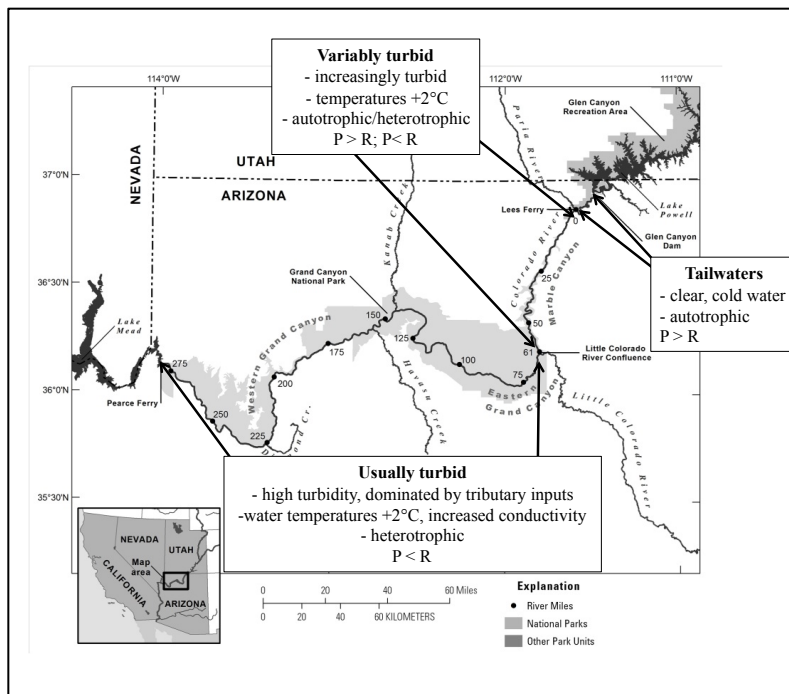 Variably turbid
- increasingly turbid
- temperatures +2°C
- autotrophic/heterotrophic
P > R; P< R
114°0'W
112°0'W
111°0'W
37°0'N
36°30'N
36°0'N
35°30'N
NEVADA
UTAH
ARIZONA
Paria River
Glen Canyon
Recreation Area
Lake
Powell
Glen Canyon
Dam
Lees Ferry
0
Colorado River
Marble Canyon
25
50
61
Little Colorado
River Confluence
Tailwaters
- clear, cold water
- autotrophic
P > R
Kanab Creek
Grand Canyon
National Park
150
125
100
75
175
200
225
250
275
Western Grand Canyon
Eastern
Grand Canyon
Havasu Creek
Little Colorado
River
Lake
Mead
Pearce Ferry
Cr.
Usually turbid
- high turbidity, dominated by tributary inputs
-water temperatures +2°C, increased conductivity
- heterotrophic
P < R
NEVADA
UTAH
CALIFORNIA
Map
area
ARIZONA
0 20 40 60 Miles
0 20 40 60 KILOMETERS
Explanation
River Miles
National Parks
Other Park Units